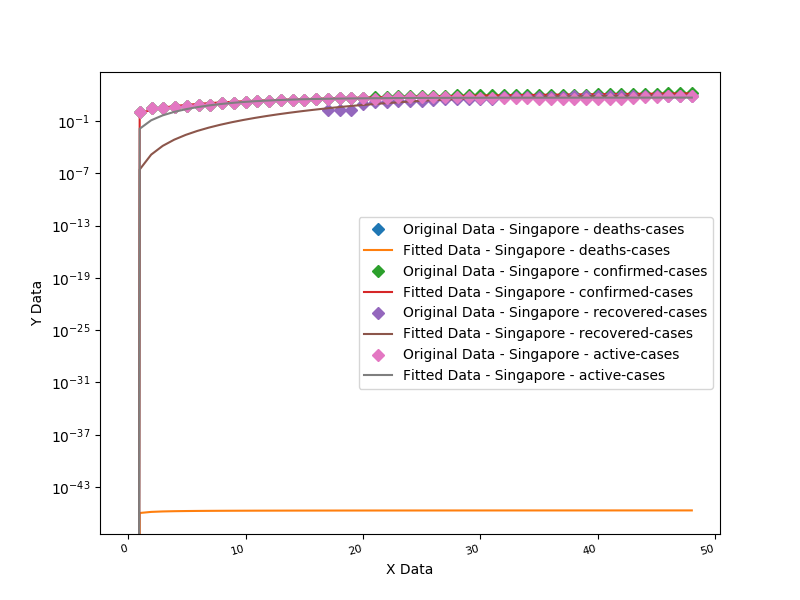 10⁻¹
10⁻⁷
10⁻¹³
10⁻¹⁹
10⁻²⁵
10⁻³¹
10⁻³⁷
10⁻⁴³
Y Data
Original Data - Singapore - deaths-cases
Fitted Data - Singapore - deaths-cases
Original Data - Singapore - confirmed-cases
Fitted Data - Singapore - confirmed-cases
Original Data - Singapore - recovered-cases
Fitted Data - Singapore - recovered-cases
Original Data - Singapore - active-cases
Fitted Data - Singapore - active-cases
0 10 20 30 40 50
X Data